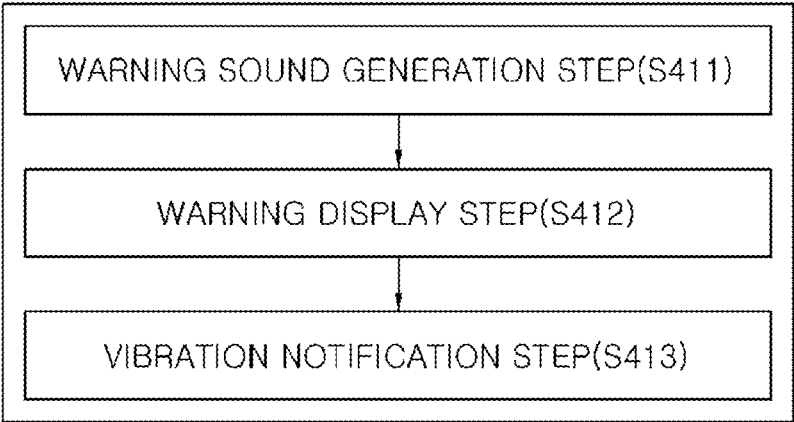 WARNING SOUND GENERATION STEP(S411)
WARNING DISPLAY STEP(S412)
VIBRATION NOTIFICATION STEP(S413)